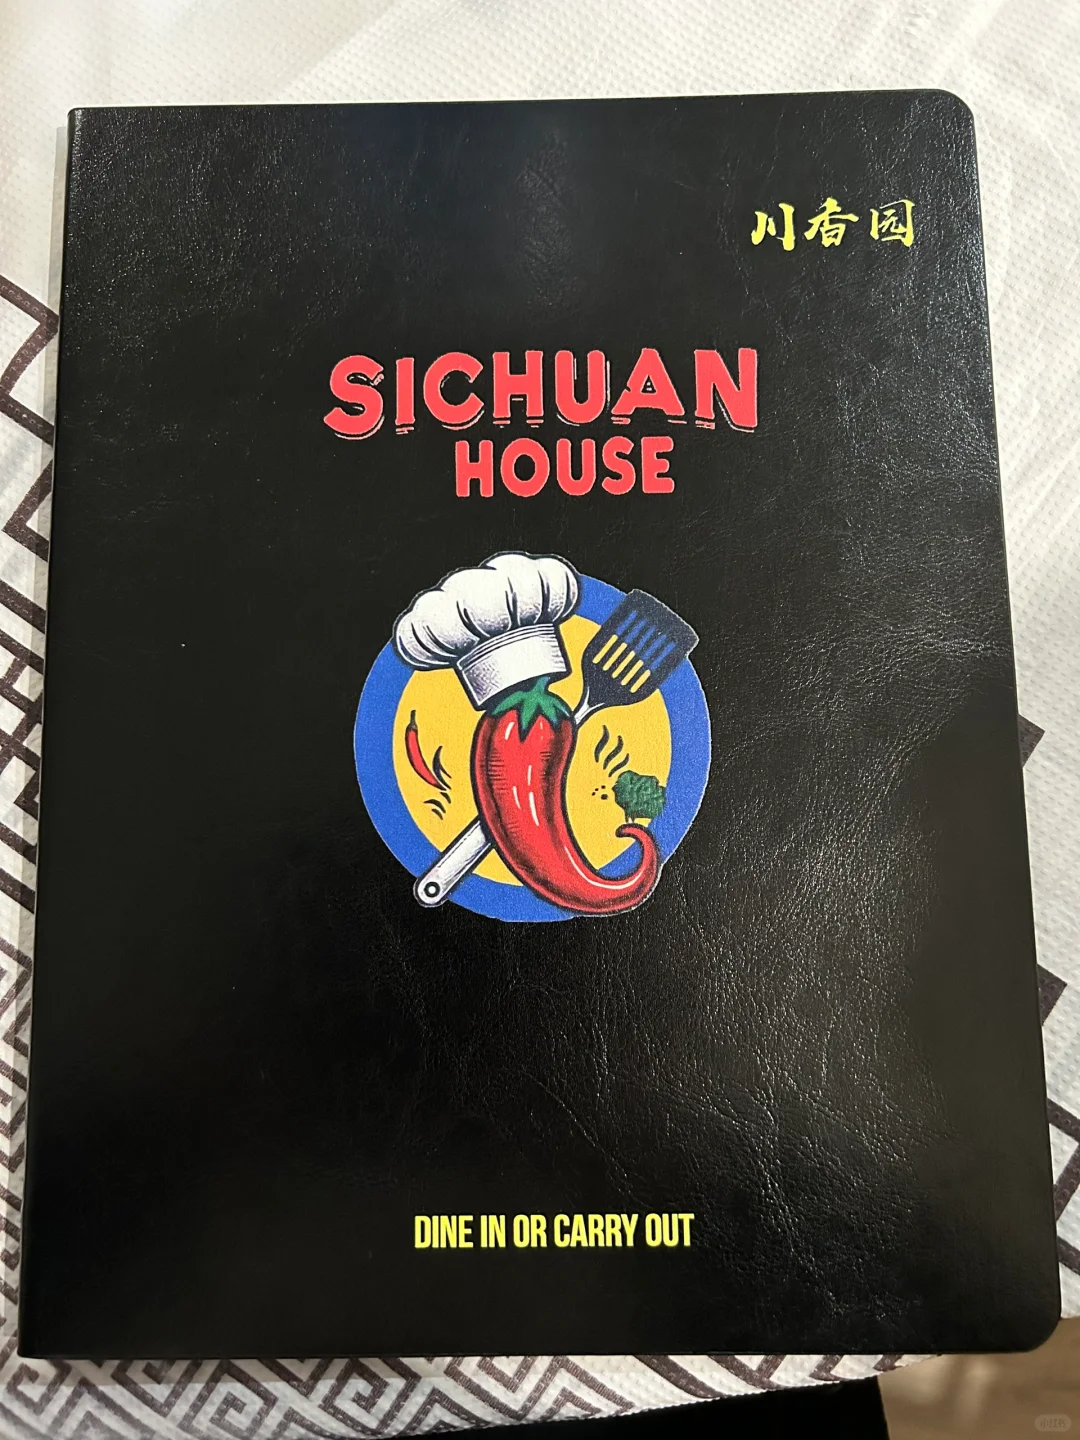 川香园
SICHUAN
HOUSE
DINE IN OR CARRY OUT